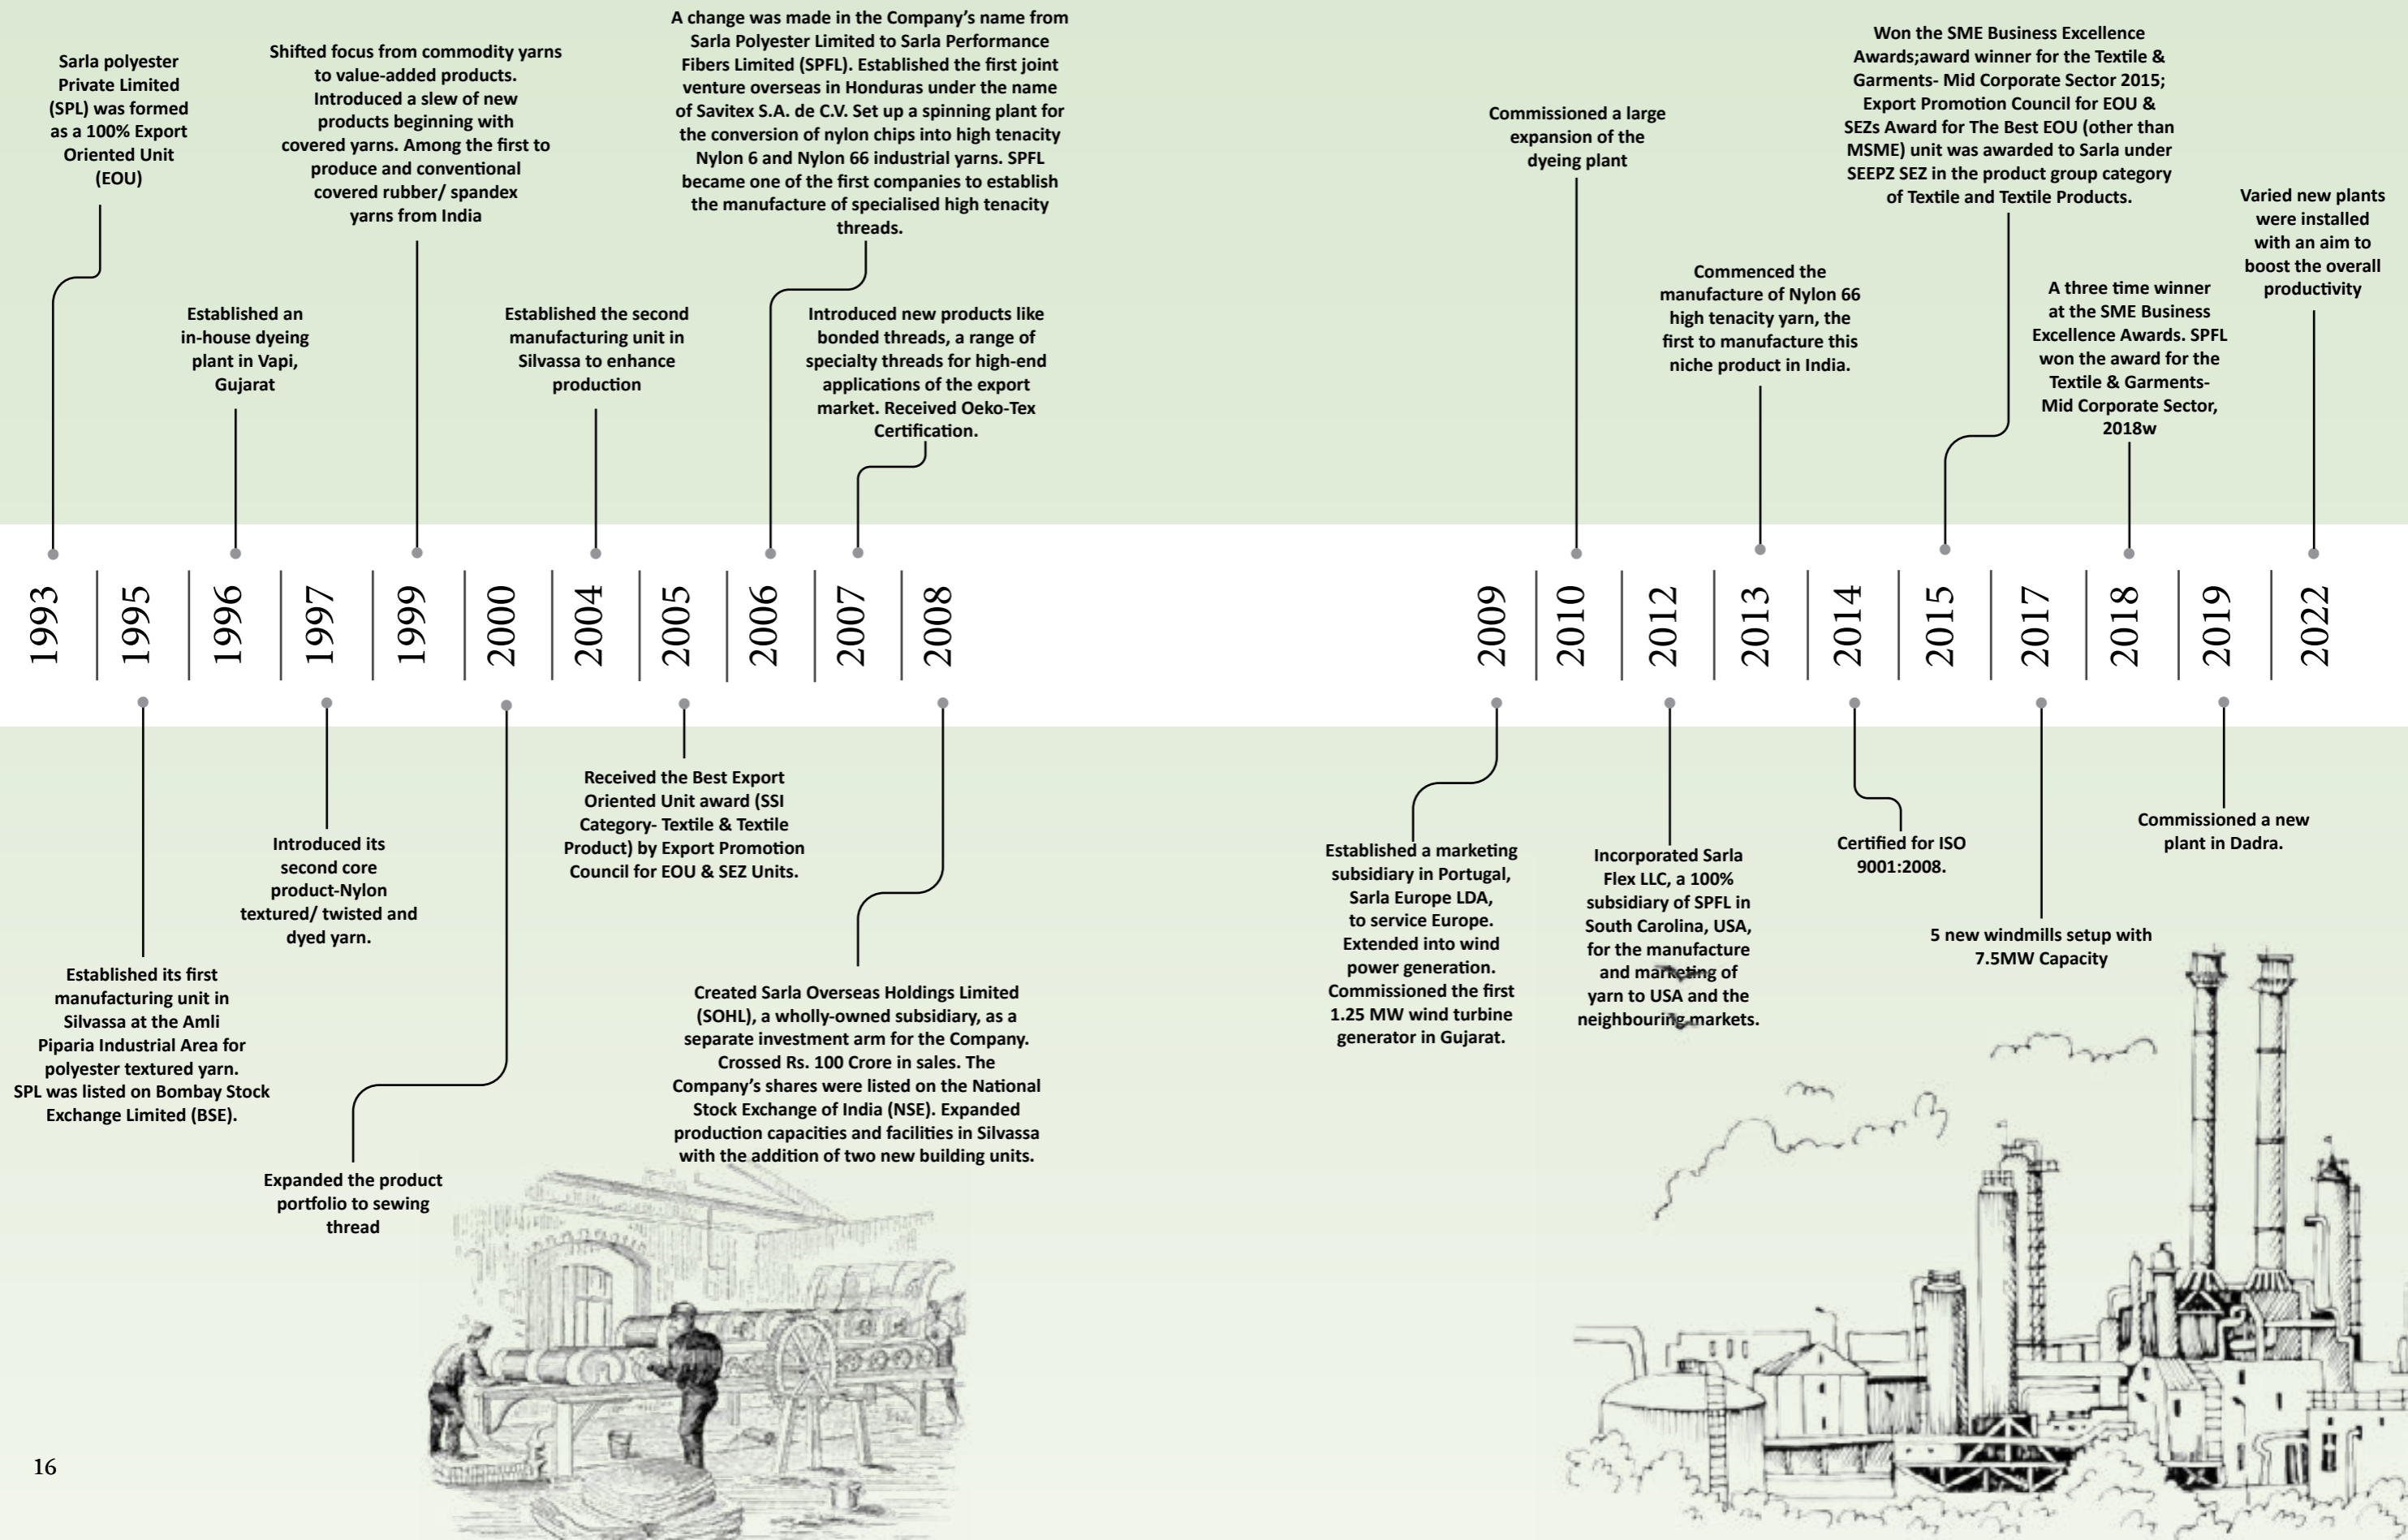 Sarla polyester
Private Limited
(SPL) was formed
as a 100% Export
Oriented Unit
(EOU)
Established an
in-house dyeing
plant in Vapi,
Gujarat
Shifted focus from commodity yarns
to value-added products.
Introduced a slew of new
products beginning with
covered yarns. Among the first to
produce and conventional
covered rubber/ spandex
yarns from India
Established the second
manufacturing unit in
Silvassa to enhance
production
A change was made in the Company’s name from
Sarla Polyester Limited to Sarla Performance
Fibers Limited (SPFL). Established the first joint
venture overseas in Honduras under the name
of Savitex S.A. de C.V. Set up a spinning plant for
the conversion of nylon chips into high tenacity
Nylon 6 and Nylon 66 industrial yarns. SPFL
became one of the first companies to establish
the manufacture of specialised high tenacity
threads.
Introduced new products like
bonded threads, a range of
specialty threads for high-end
applications of the export
market. Received Oeko-Tex
Certification.
Commissioned a large
expansion of the
dyeing plant
Commenced the
manufacture of Nylon 66
high tenacity yarn, the
first to manufacture this
niche product in India.
Won the SME Business Excellence
Awards;award winner for the Textile &
Garments- Mid Corporate Sector 2015;
Export Promotion Council for EOU &
SEZs Award for The Best EOU (other than
MSME) unit was awarded to Sarla under
SEEPZ SEZ in the product group category
of Textile and Textile Products.
A three time winner
at the SME Business
Excellence Awards. SPFL
won the award for the
Textile & Garments-
Mid Corporate Sector,
2018w
Varied new plants
were installed
with an aim to
boost the overall
productivity
1993
1995
1996
1997
1999
2000
2004
2005
2006
2007
2008
2009
2010
2012
2013
2014
2015
2017
2018
2019
2022
Established its first
manufacturing unit in
Silvassa at the Amli
Piparia Industrial Area for
polyester textured yarn.
SPL was listed on Bombay Stock
Exchange Limited (BSE).
Introduced its
second core
product-Nylon
textured/ twisted and
dyed yarn.
Expanded the product
portfolio to sewing
thread
Received the Best Export
Oriented Unit award (SSI
Category- Textile & Textile
Product) by Export Promotion
Council for EOU & SEZ Units.
Created Sarla Overseas Holdings Limited
(SOHL), a wholly-owned subsidiary, as a
separate investment arm for the Company.
Crossed Rs. 100 Crore in sales. The
Company’s shares were listed on the National
Stock Exchange of India (NSE). Expanded
production capacities and facilities in Silvassa
with the addition of two new building units.
Established a marketing
subsidiary in Portugal,
Sarla Europe LDA,
to service Europe.
Extended into wind
power generation.
Commissioned the first
1.25 MW wind turbine
generator in Gujarat.
Incorporated Sarla
Flex LLC, a 100%
subsidiary of SPFL in
South Carolina, USA,
for the manufacture
and marketing of
yarn to USA and the
neighbouring markets.
Certified for ISO
9001:2008.
5 new windmills setup with
7.5MW Capacity
Commissioned a new
plant in Dadra.
16